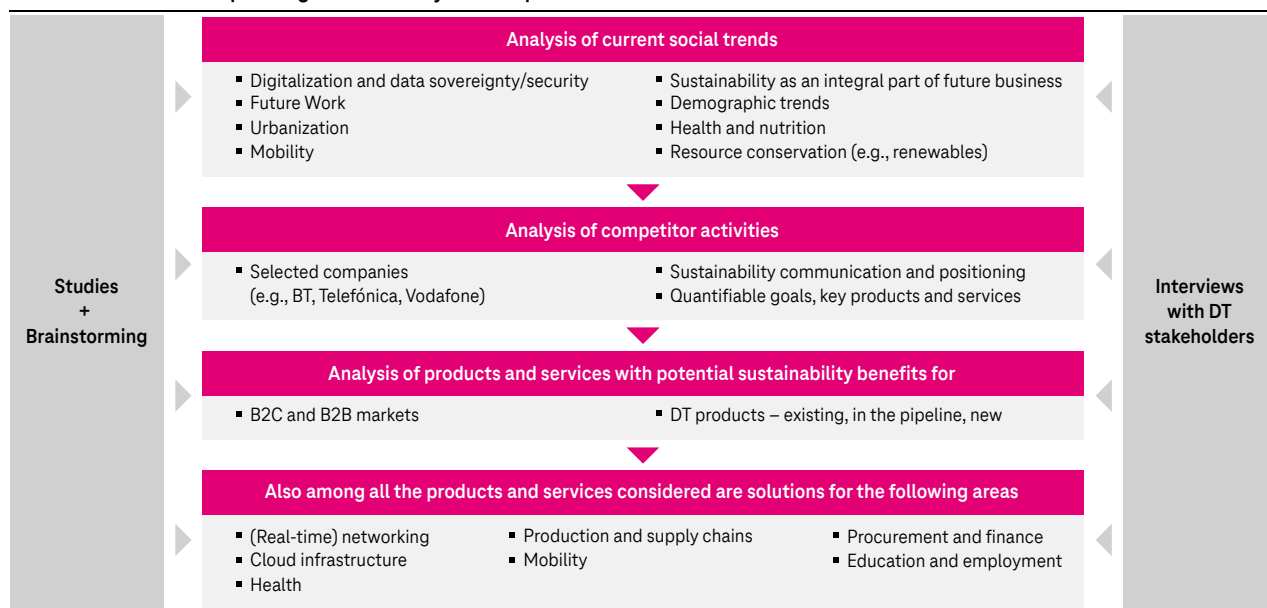 Analysis of current social trends
▪ Digitalization and data sovereignty/security
▪ Future Work
▪ Urbanization
▪ Mobility
▪ Sustainability as an integral part of future business
▪ Demographic trends
▪ Health and nutrition
▪ Resource conservation (e.g., renewables)
Analysis of competitor activities
▪ Selected companies
(e.g., BT, Telefónica, Vodafone)
▪ Sustainability communication and positioning
▪ Quantifiable goals, key products and services
Studies
+
Brainstorming
Interviews
with DT
stakeholders
Analysis of products and services with potential sustainability benefits for
▪ B2C and B2B markets
▪ DT products – existing, in the pipeline, new
Also among all the products and services considered are solutions for the following areas
▪ (Real-time) networking
▪ Cloud infrastructure
▪ Health
▪ Production and supply chains
▪ Mobility
▪ Procurement and finance
▪ Education and employment